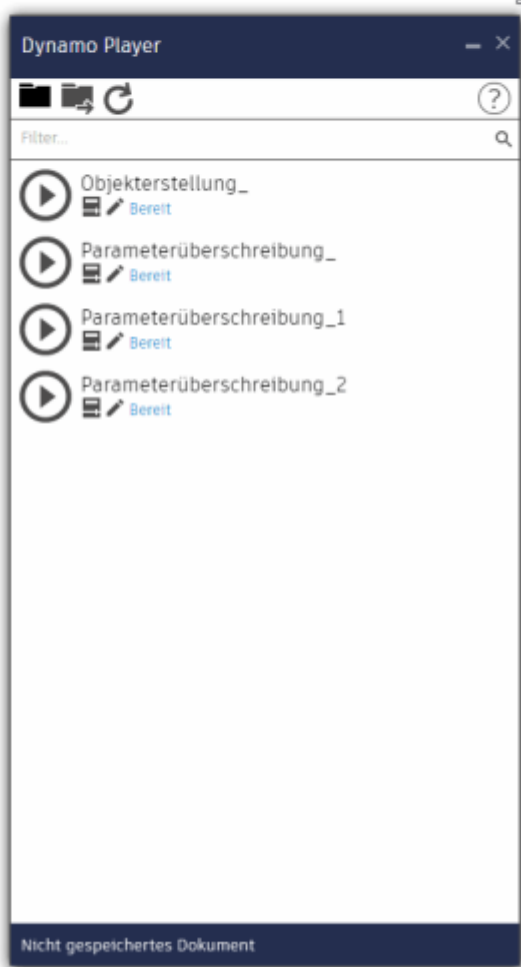 Dynamo Player
Filter...
Objekterstellung_
Bereit
Parameterüberschreibung_
Bereit
Parameterüberschreibung_1
Bereit
Parameterüberschreibung_2
Bereit
Nicht gespeichertes Dokument